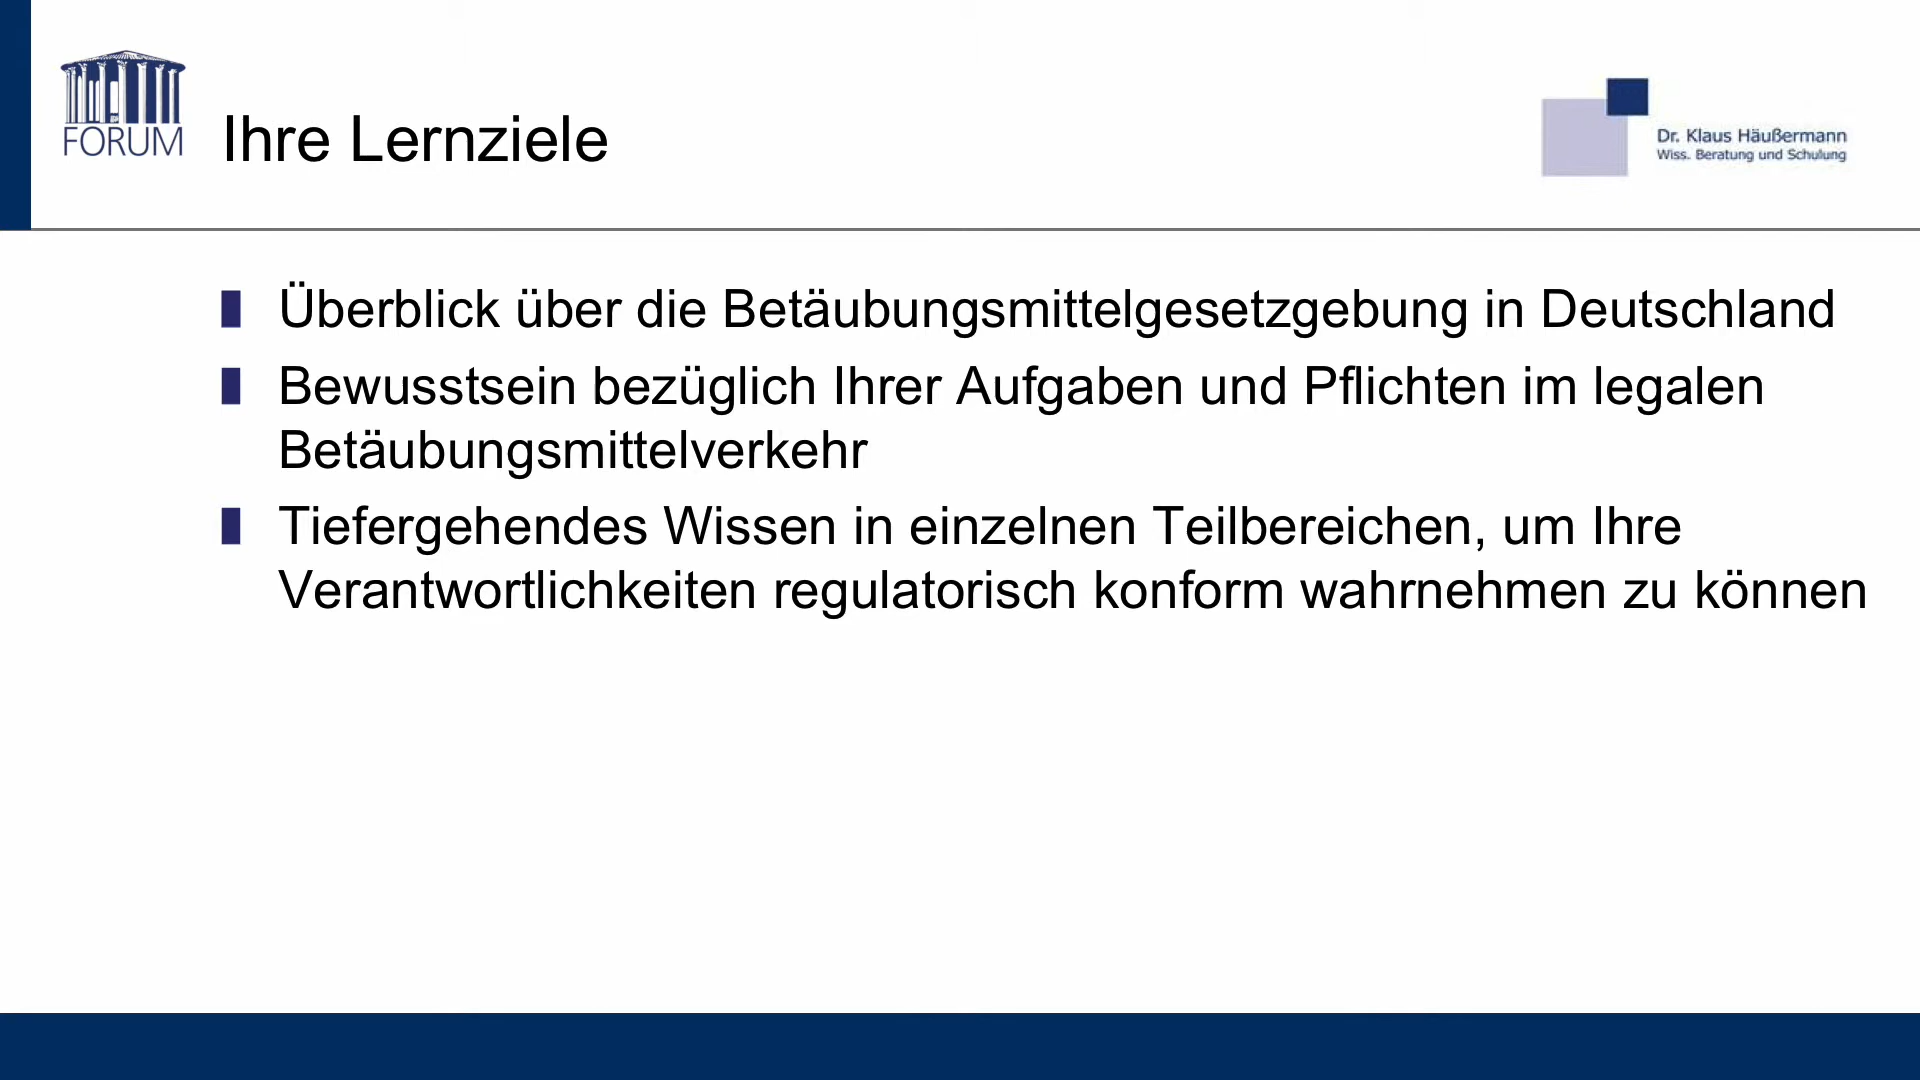 FORUM
Ihre Lernziele
Dr. Klaus Häußermann
Wiss. Beratung und Schulung
Überblick über die Betäubungsmittelgesetzgebung in Deutschland
Bewusstsein bezüglich Ihrer Aufgaben und Pflichten im legalen
Betäubungsmittelverkehr
Tiefergehendes Wissen in einzelnen Teilbereichen, um Ihre
Verantwortlichkeiten regulatorisch konform wahrnehmen zu können